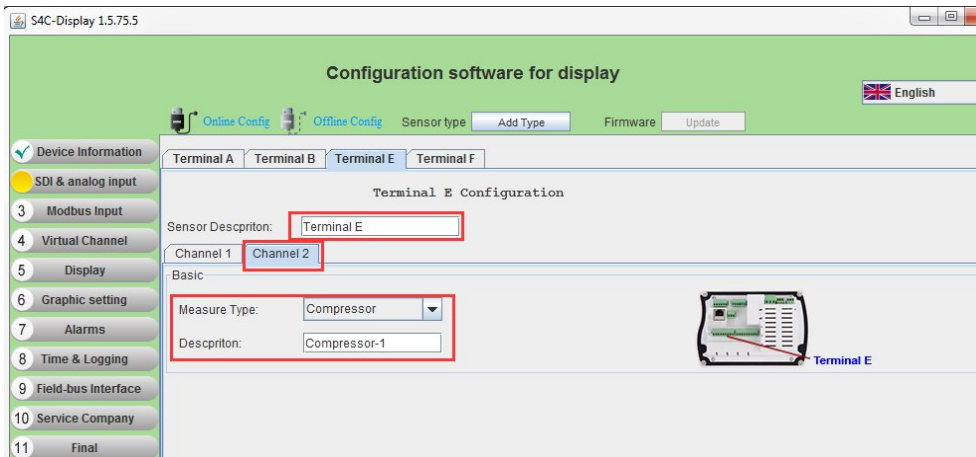 S4C-Display 1.5.75.5
Configuration software for display
English
Online Config Offline Config Sensor type Add Type Firmware Update
Device Information
SDI & analog input
3 Modbus Input
4 Virtual Channel
5 Display
6 Graphic setting
7 Alarms
8 Time & Logging
9 Field-bus Interface
10 Service Company
11 Final
Terminal A Terminal B Terminal E Terminal F
Terminal E Configuration
Sensor Descpriton: Terminal E
Channel 1 Channel 2
Basic
Measure Type: Compressor
Descpriton: Compressor-1
Terminal E